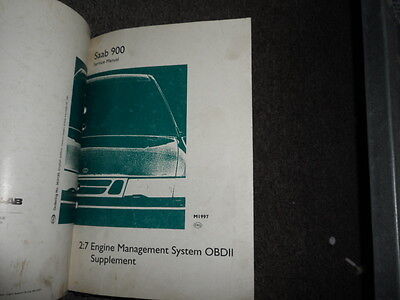 Saab 900
Service Manual
M1997
2:7 Engine Management System OBDII
Supplement